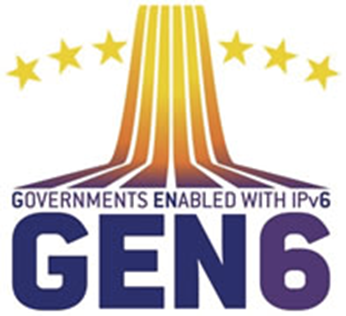 GOVERNMENTS ENABLED WITH IPv6
GEN6